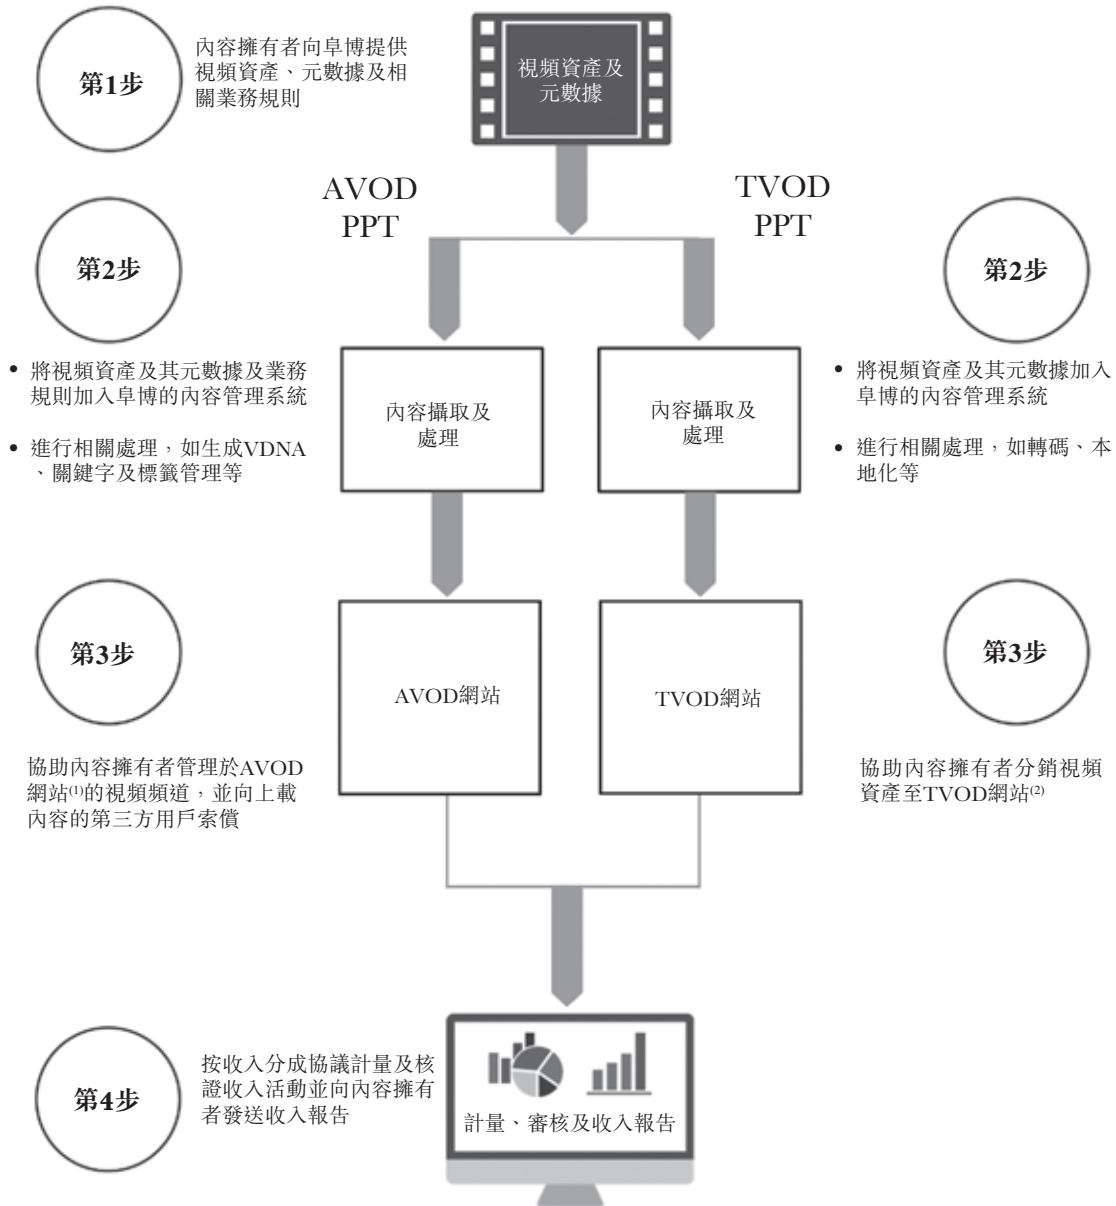 第1步
內容擁有者向阜博提供
視頻資產、元數據及相
關業務規則
視頻資產及
元數據
AVOD
PPT
TVOD
PPT
第2步
• 將視頻資產及其元數據及業務
規則加入阜博的內容管理系統
• 進行相關處理，如生成VDNA
、關鍵字及標籤管理等
內容攝取及
處理
內容攝取及
處理
第2步
• 將視頻資產及其元數據加入
阜博的內容管理系統
• 進行相關處理，如轉碼、本
地化等
第3步
協助內容擁有者管理於AVOD
網站(1)的視頻頻道，並向上載
內容的第三方用戶索償
AVOD網站
TVOD網站
第3步
協助內容擁有者分銷視頻
資產至TVOD網站(2)
第4步
按收入分成協議計量及核
證收入活動並向內容擁有
者發送收入報告
計量、審核及收入報告